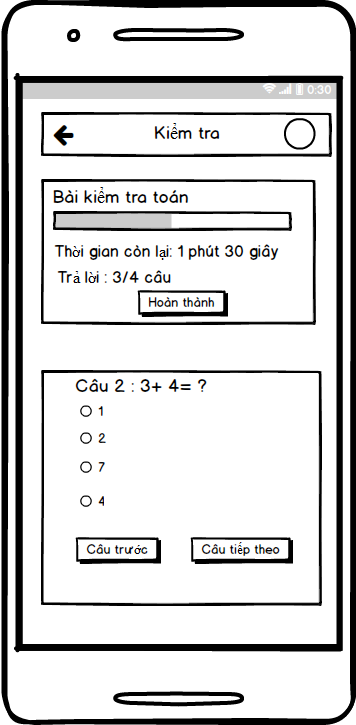 0:30
Kiểm tra
Bài kiểm tra toán
Thời gian còn lại: 1 phút 30 giây
Trả lời : 3/4 câu
Hoàn thành
Câu 2 : 3+ 4= ?
1
2
7
4
Câu trước
Câu tiếp theo